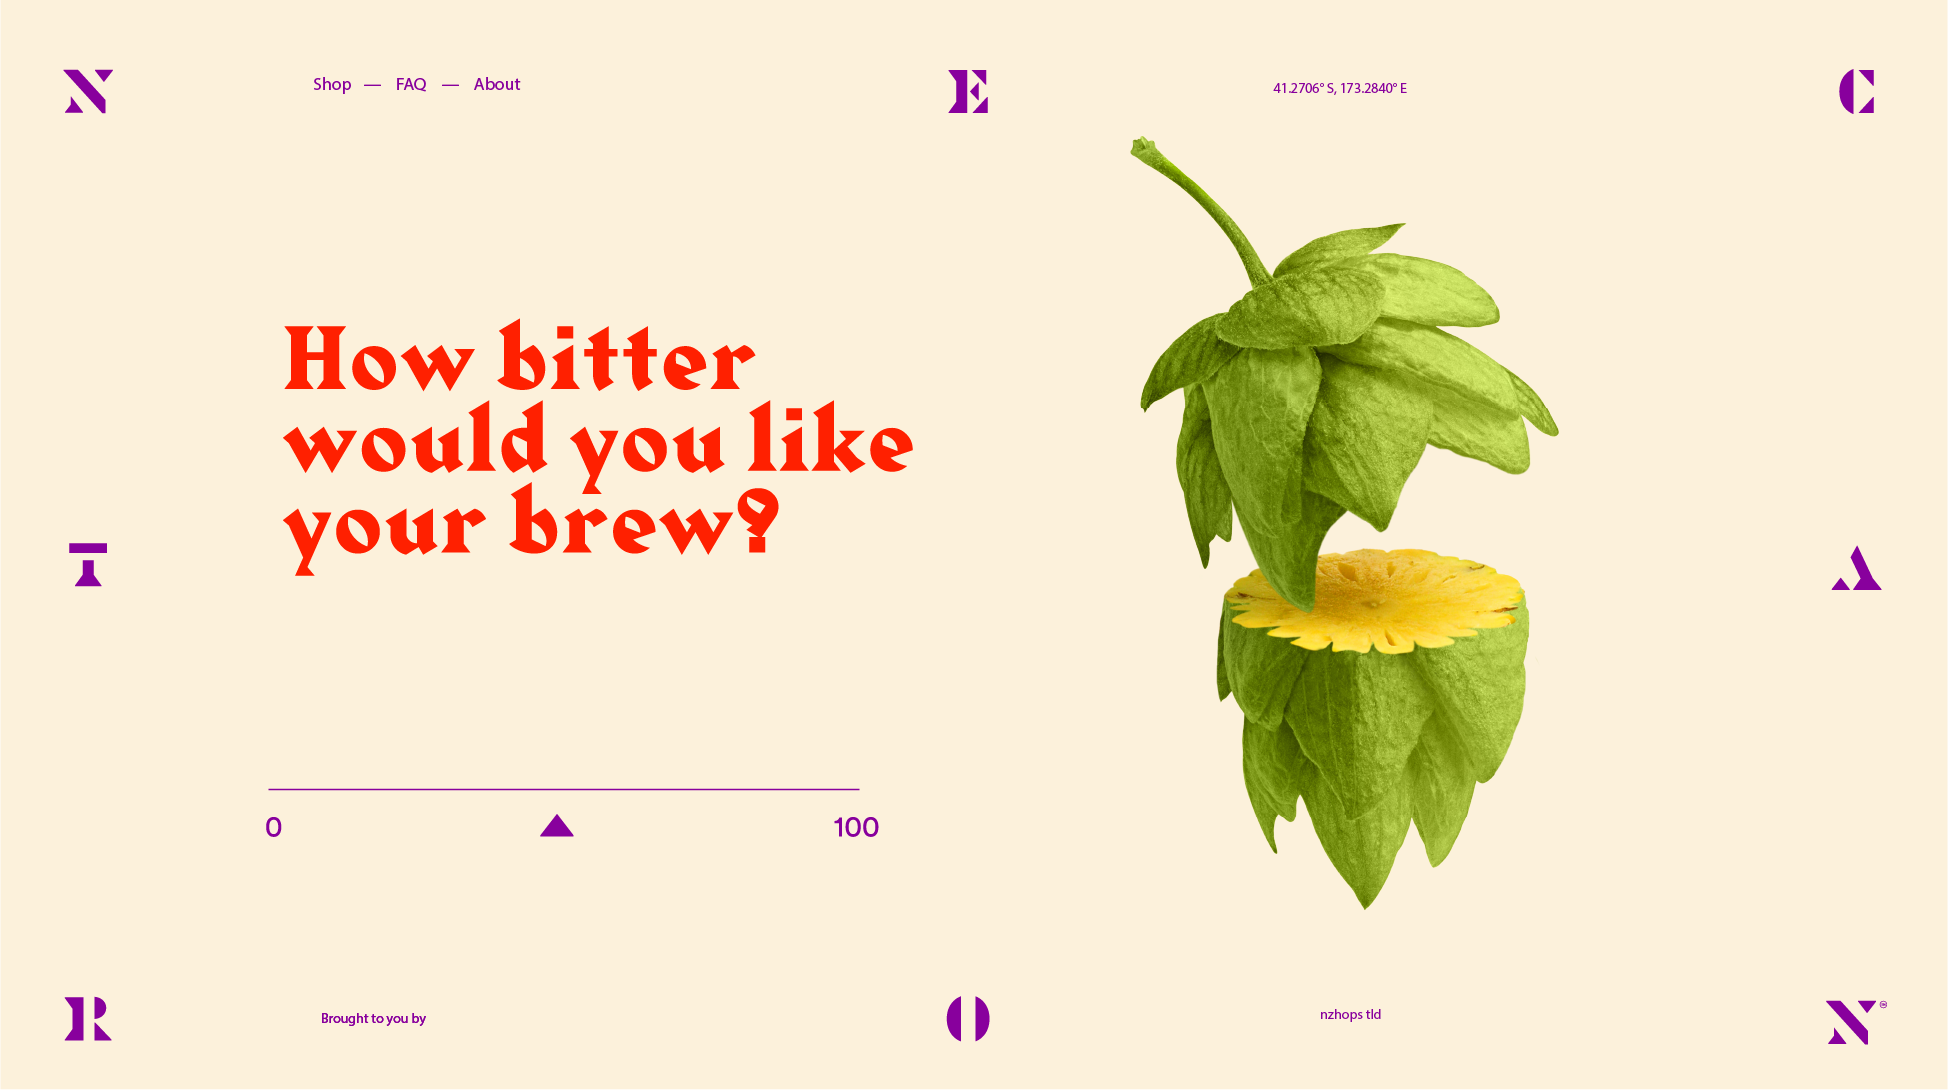 N
Shop — FAQ — About
E
41.2706° S, 173.2840° E
C
How bitter
would you like
your brew?
T
A
0
100
R
Brought to you by
O
nzhops tld
N